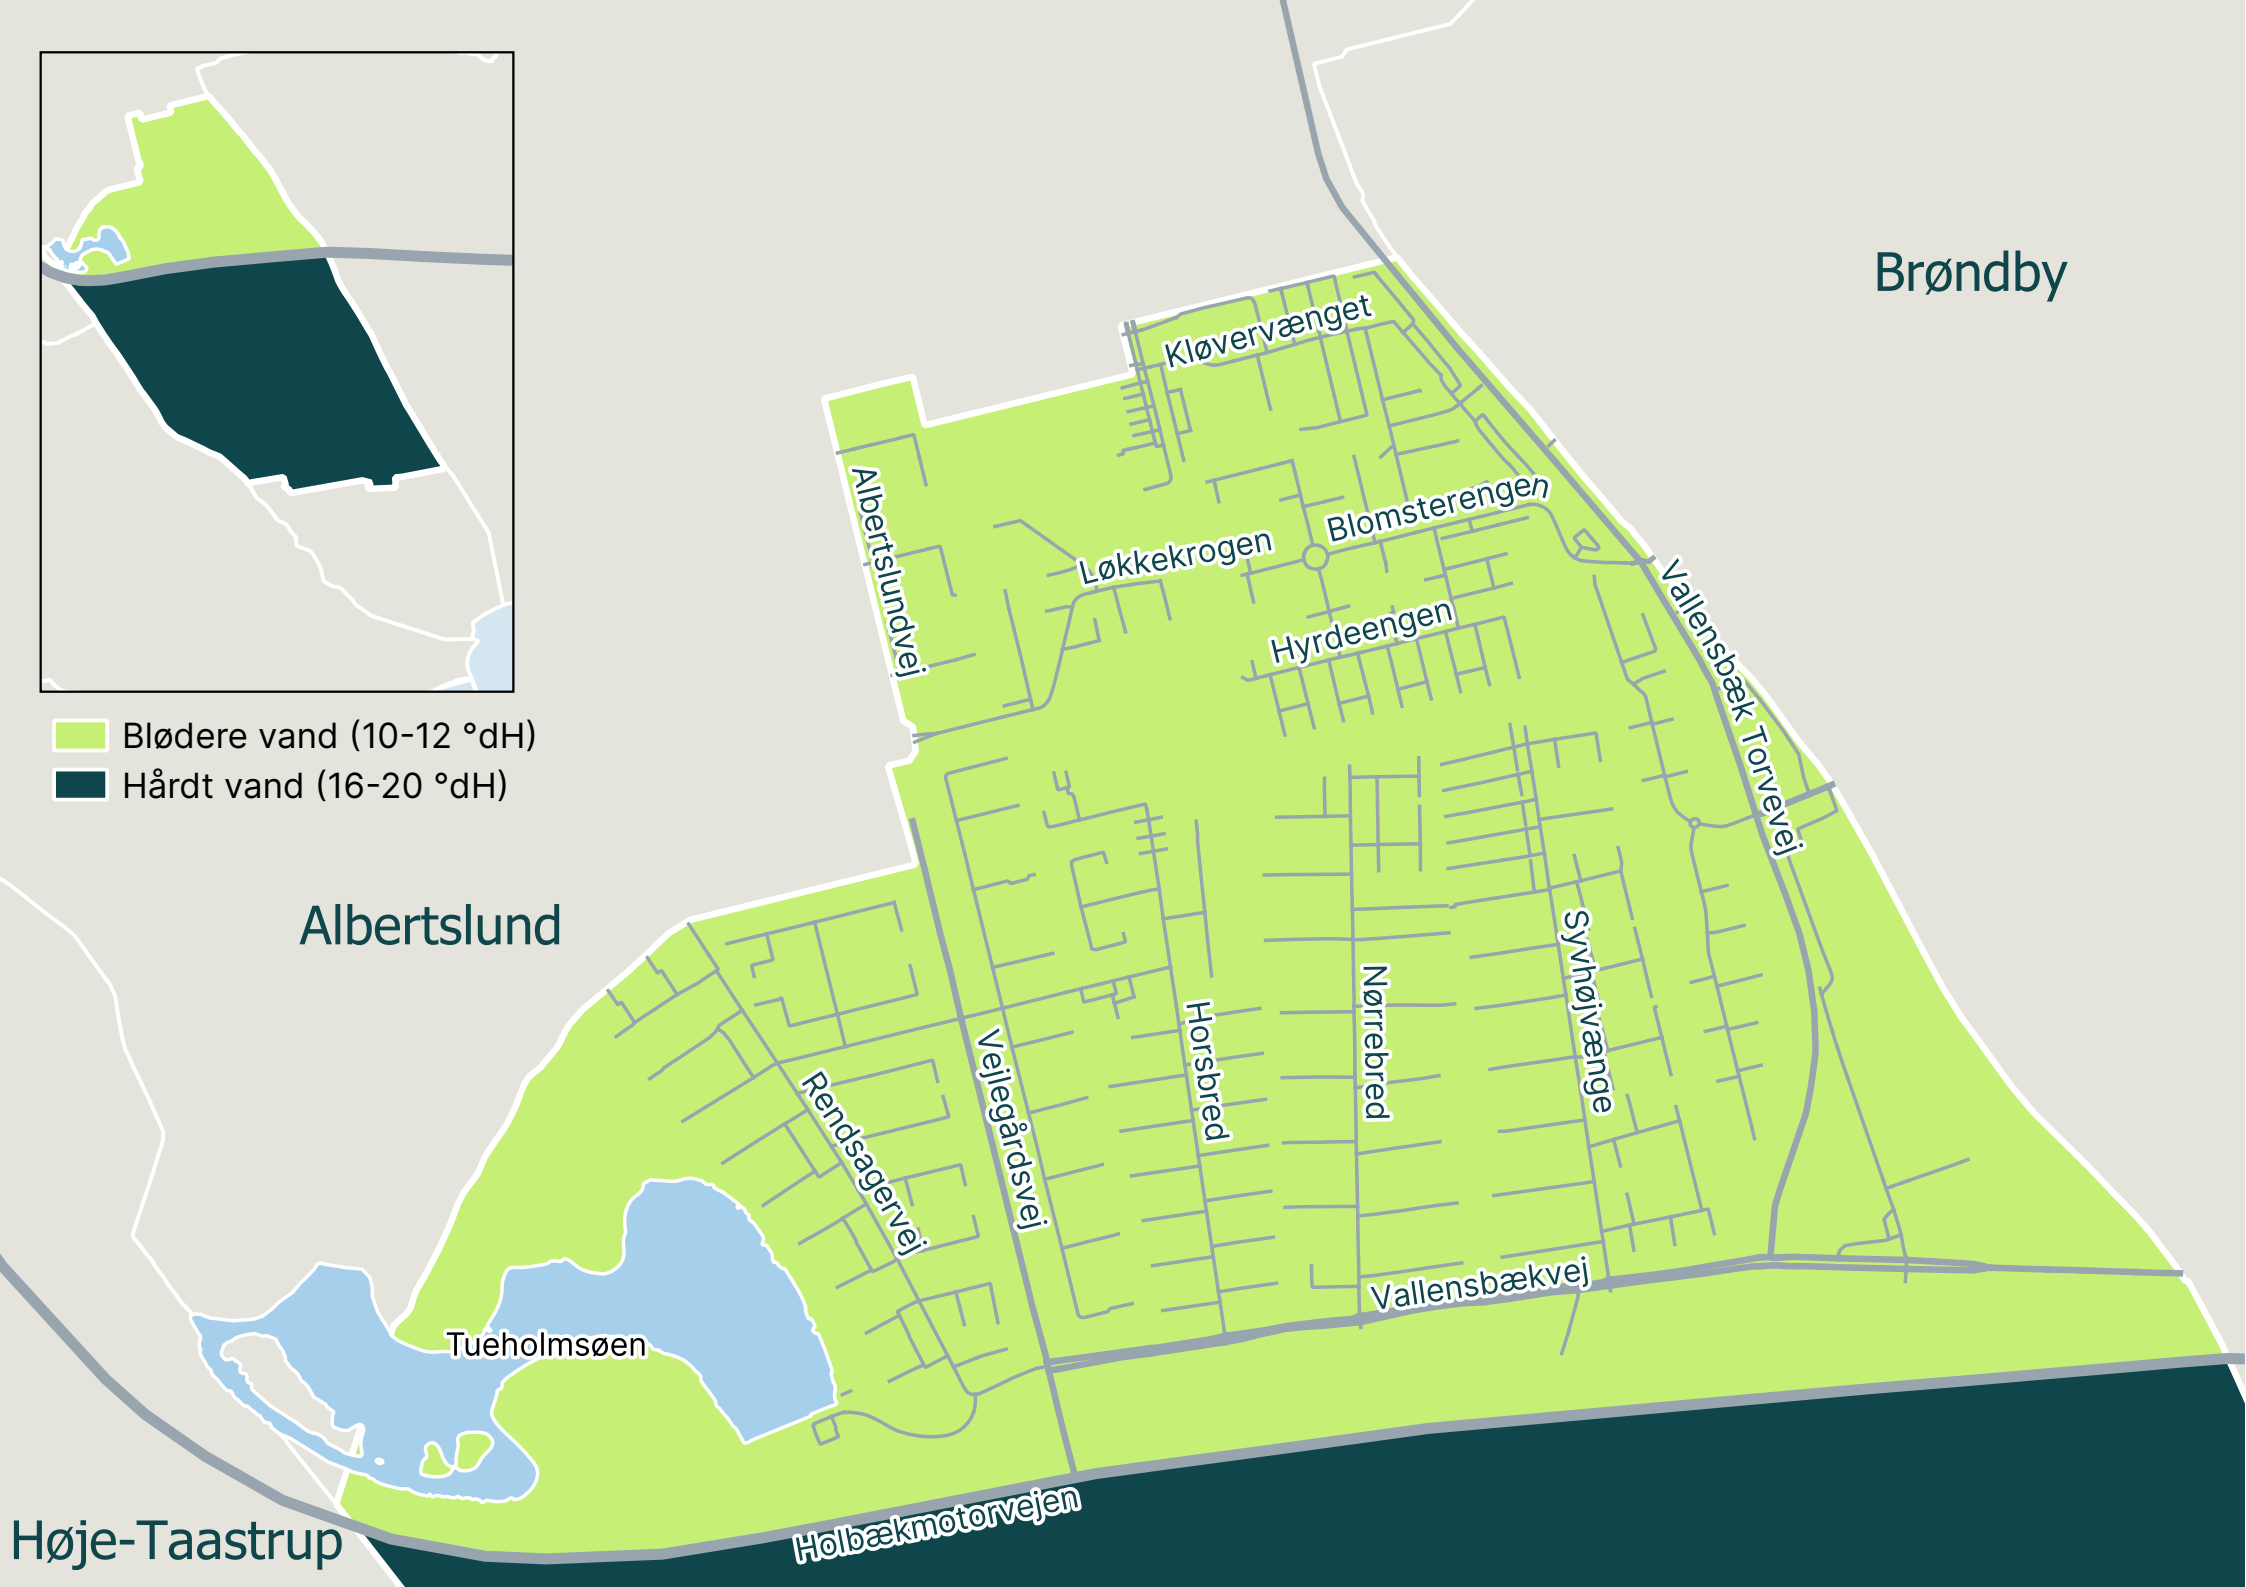 Brøndby
Kløvervænget
Albertslundvej
Blomsterengen
Løkkekrogen
Hyrdeengen
Vallensbæk Torvevej
Blødere vand (10-12 °dH)
Hårdt vand (16-20 °dH)
Albertslund
Syvhøjvænge
Nørrebred
Horsbred
Vejlegårdsvej
Rendsagervej
Vallensbækvej
Tueholmsøen
Holbækmotorvejen
Høje-Taastrup